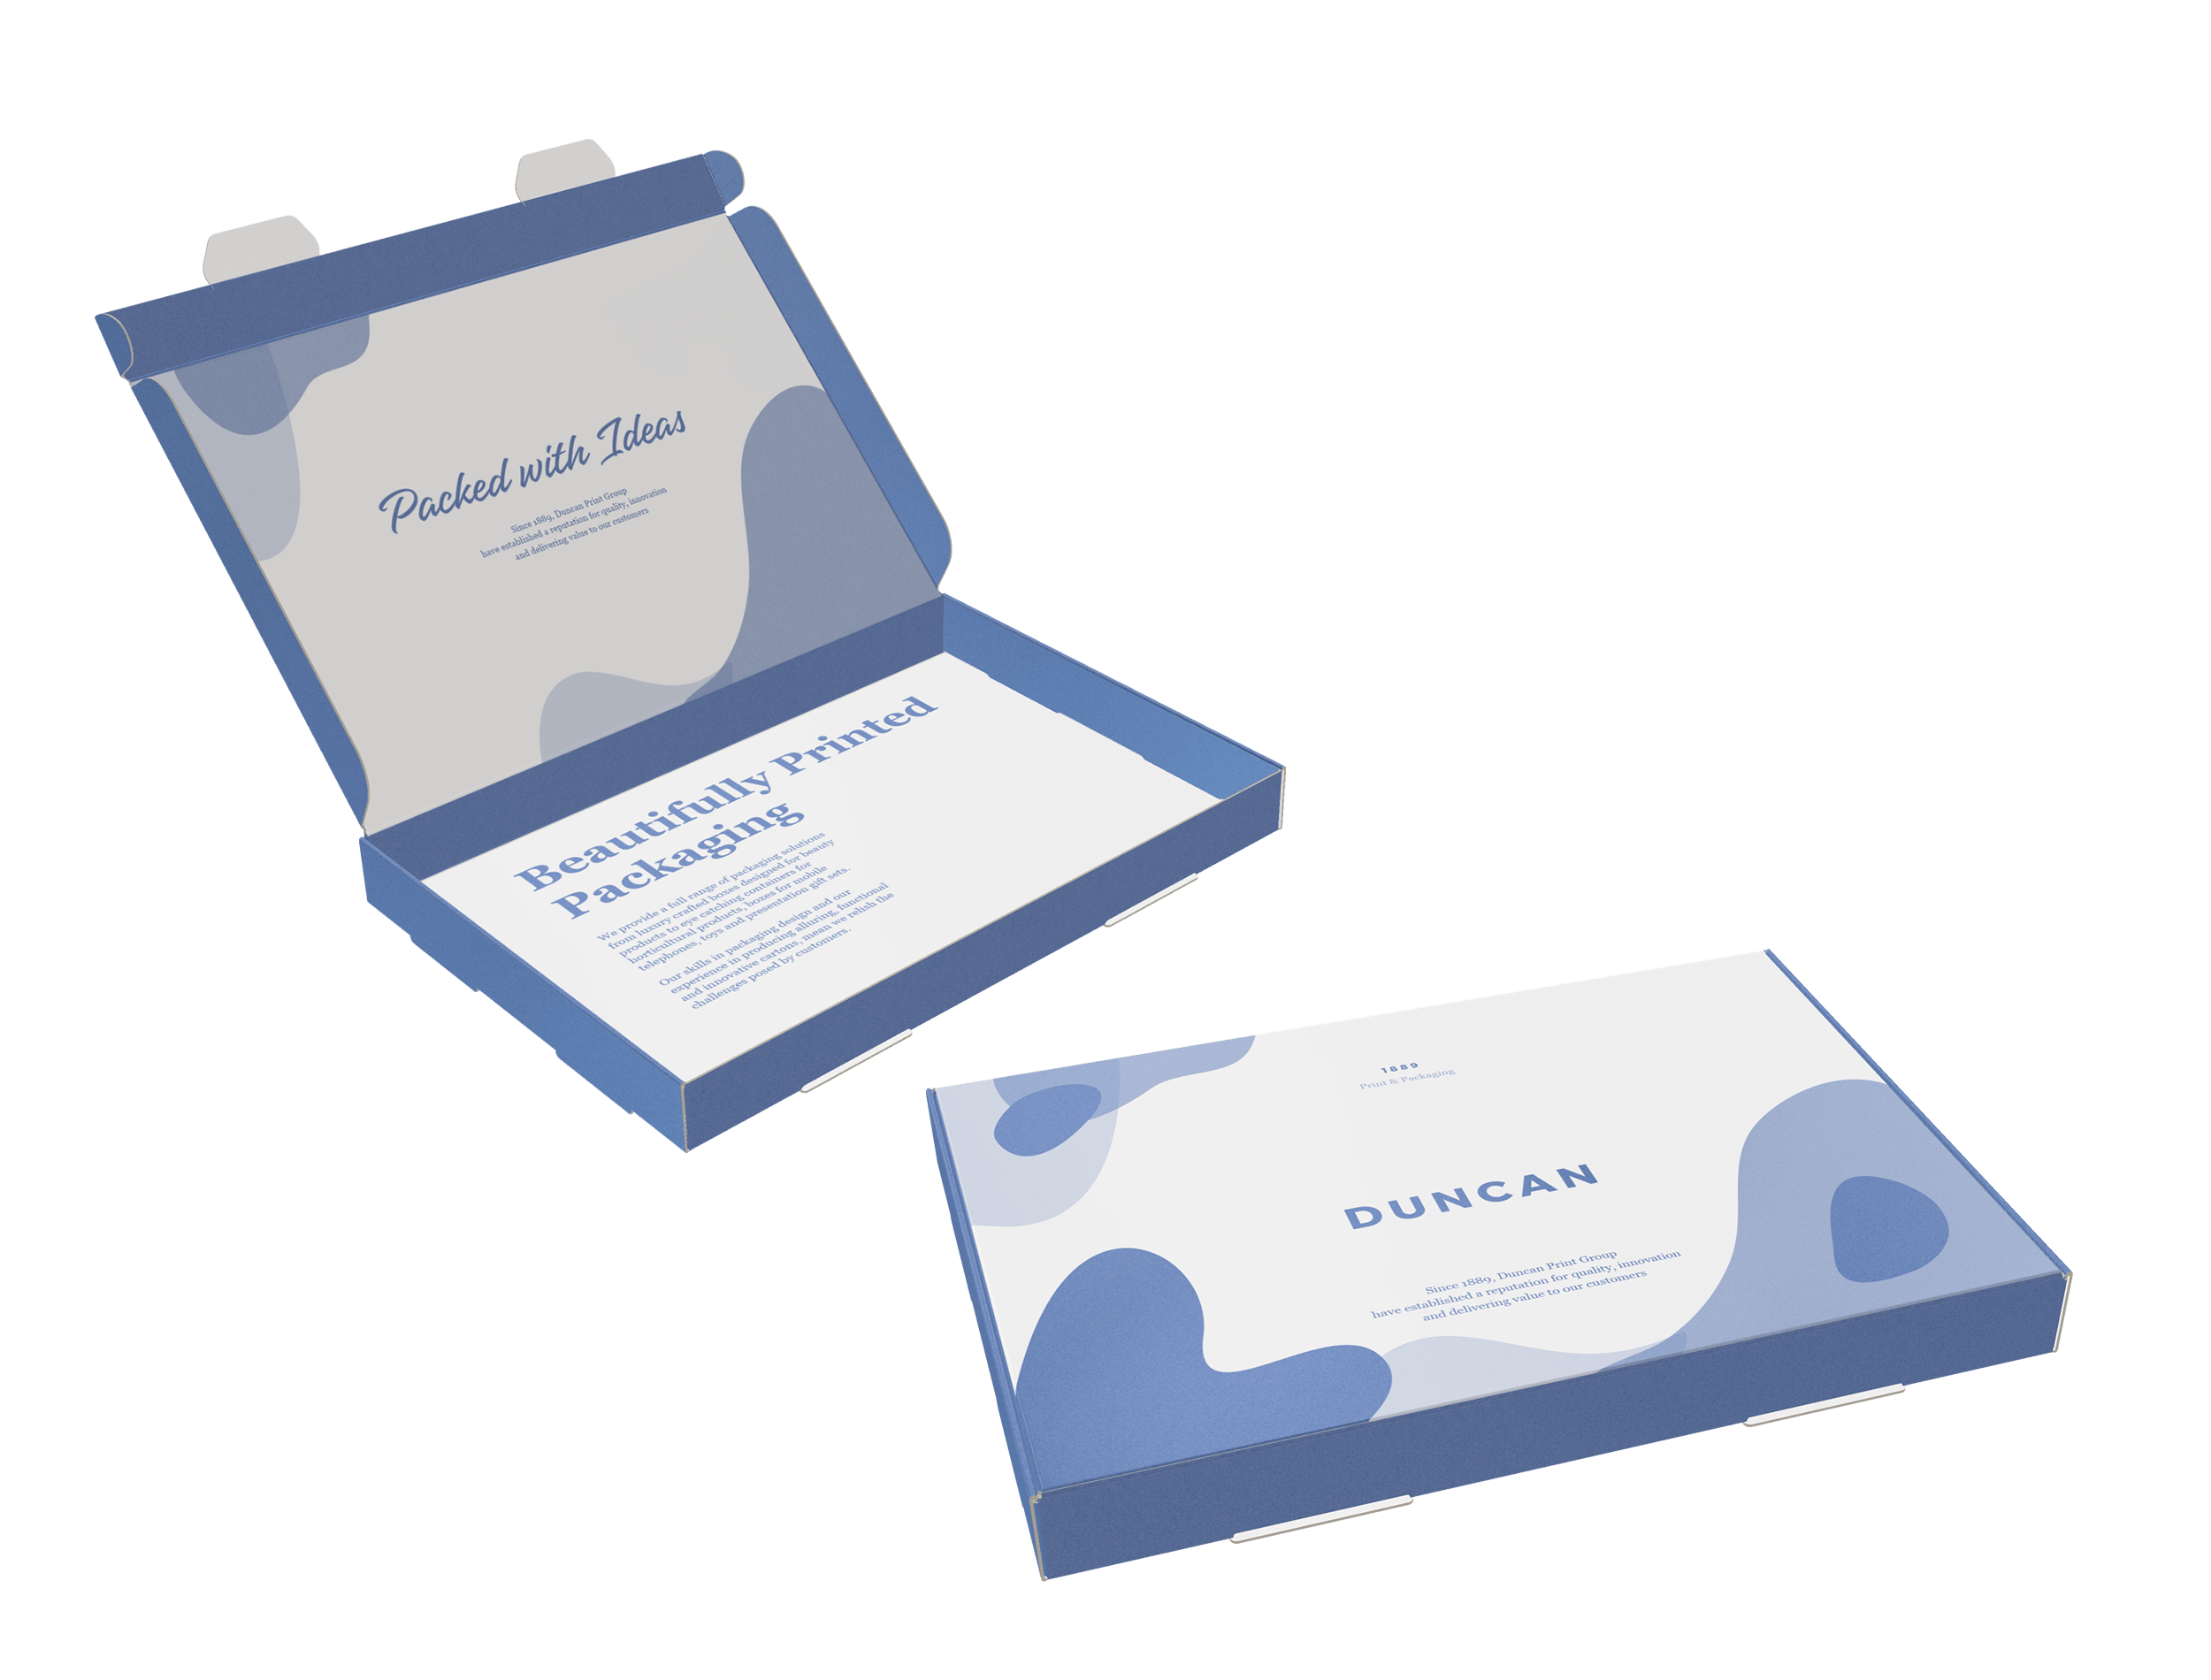 Packed with Ideas
Since 1889, Duncan Print Group
have established a reputation for quality, innovation
and delivering value to our customers
Beautifully Printed
Packaging
We provide a full range of packaging solutions
from luxury crafted boxes designed for beauty
products to eye catching containers for
horticultural products, boxes for mobile
telephones, toys and presentation gift sets.
Our skills in packaging design and our
experience in producing alluring, functional
and innovative cartons, mean we relish the
challenges posed by customers.
1889
Print & Packaging
DUNCAN
Since 1889, Duncan Print Group
have established a reputation for quality, innovation
and delivering value to our customers